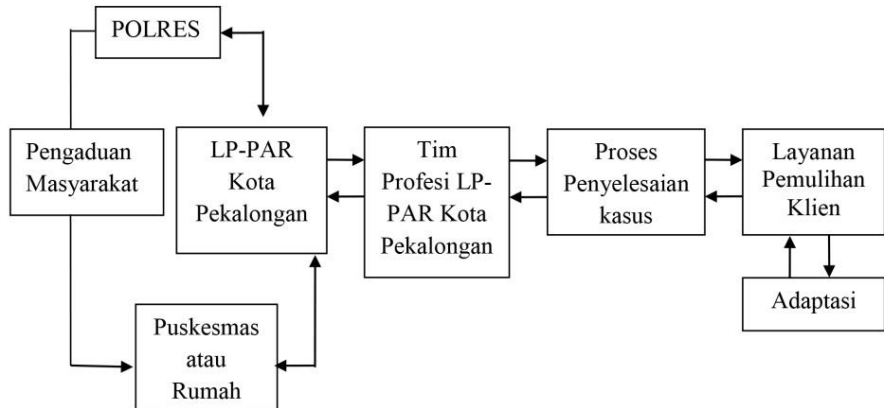 POLRES
Pengaduan
Masyarakat
LP-PAR
Kota
Pekalongan
Tim
Profesi LP-
PAR Kota
Pekalongan
Proses
Penyelesaian
kasus
Layanan
Pemulihan
Klien
Adaptasi
Puskesmas
atau
Rumah